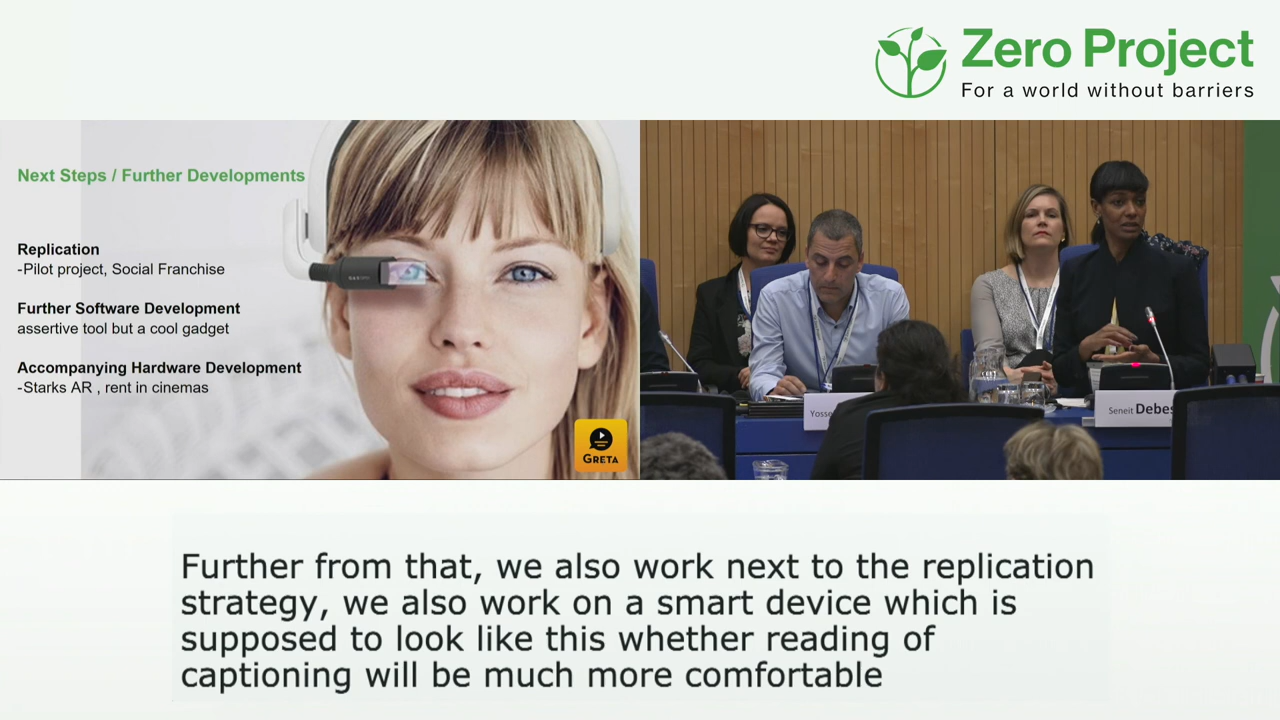 Zero Project
For a world without barriers
Next Steps / Further Developments
Replication
-Pilot project, Social Franchise
Further Software Development
assertive tool but a cool gadget
Accompanying Hardware Development
-Starks AR , rent in cinemas
GRETA
Yosse
Seneit Debes
Further from that, we also work next to the replication
strategy, we also work on a smart device which is
supposed to look like this whether reading of
captioning will be much more comfortable